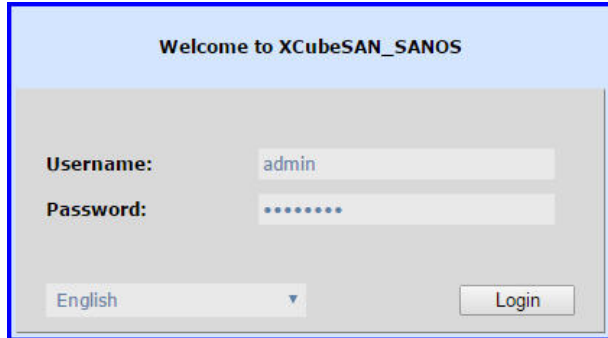 Welcome to XCubeSAN_SANOS
Username: admin
Password: ••••••••
English ▼ Login